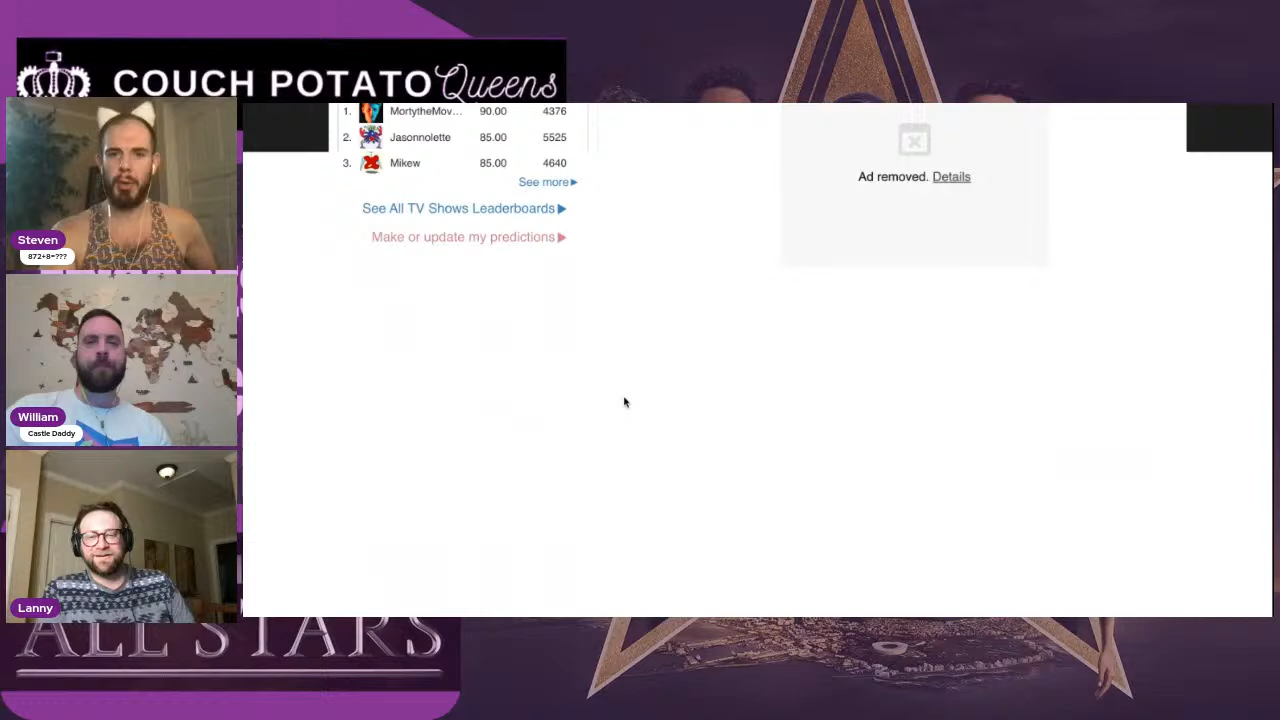 COUCH POTATO Queens
1. MortytheMov... 90.00 4376
2. Jasonnolette 85.00 5525
3. Mikew 85.00 4640
See more
See All TV Shows Leaderboards
Make or update my predictions
Ad removed. Details
Steven
872+8=???
William
Castle Daddy
Lanny
ALL STARS